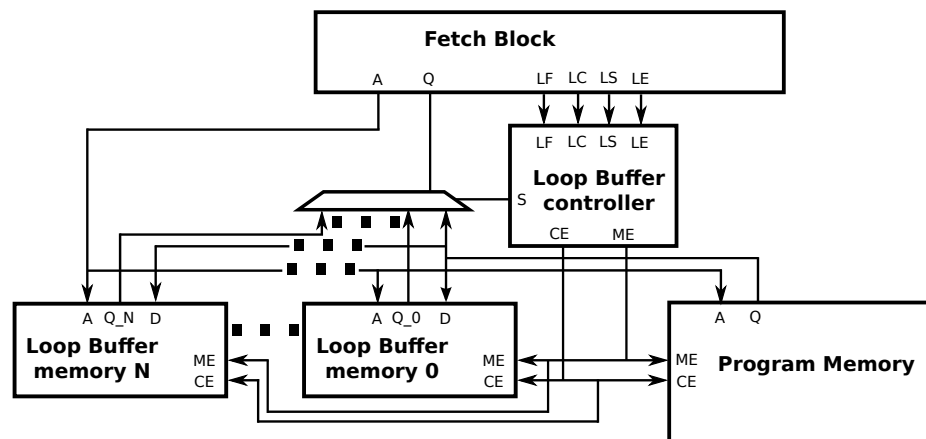 Fetch Block
A Q LF LC LS LE
LF LC LS LE
Loop Buffer
controller
S
CE ME
A Q_N D
Loop Buffer
memory N
ME
CE
A Q_0 D
Loop Buffer
memory 0
ME
CE
A Q
ME
CE
Program Memory